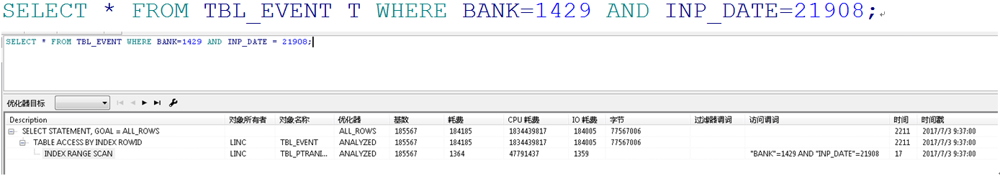 SELECT * FROM TBL_EVENT T WHERE BANK=1429 AND INP_DATE=21908;
SELECT * FROM TBL_EVENT WHERE BANK=1429 AND INP_DATE = 21908;
优化器目标
Description 对象所有者 对象名称 优化器 基数 耗费 CPU 耗费 IO 耗费 字节 过滤器调词 访问调词 时间 时间戳
SELECT STATEMENT, GOAL = ALL_ROWS ALL_ROWS 185567 184185 1834439817 184005 77567006 2211 2017/7/3 9:37:00
TABLE ACCESS BY INDEX ROWID LINC TBL_EVENT ANALYZED 185567 184185 1834439817 184005 77567006 2211 2017/7/3 9:37:00
INDEX RANGE SCAN LINC TBL_PTRANI... ANALYZED 185567 1364 47791437 1359 "BANK"=1429 AND "INP_DATE"=21908 17 2017/7/3 9:37:00